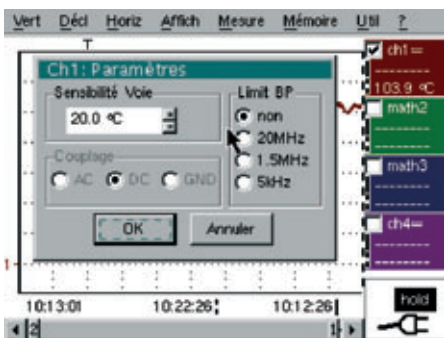 Vert Décl Horiz Affich Mesure Mémoire Util ?
T
ch1=
103.9 °C
math2
--------
--------
math3
--------
--------
ch4=
--------
--------
Ch1: Paramètres
Sensibilité Voie
20.0 °C
Limit BP
non
20MHz
1.5MHz
5kHz
Couplage
AC DC GND
OK Annuler
1
10:13:01 10:22:26 10:12:26
hold
2 1